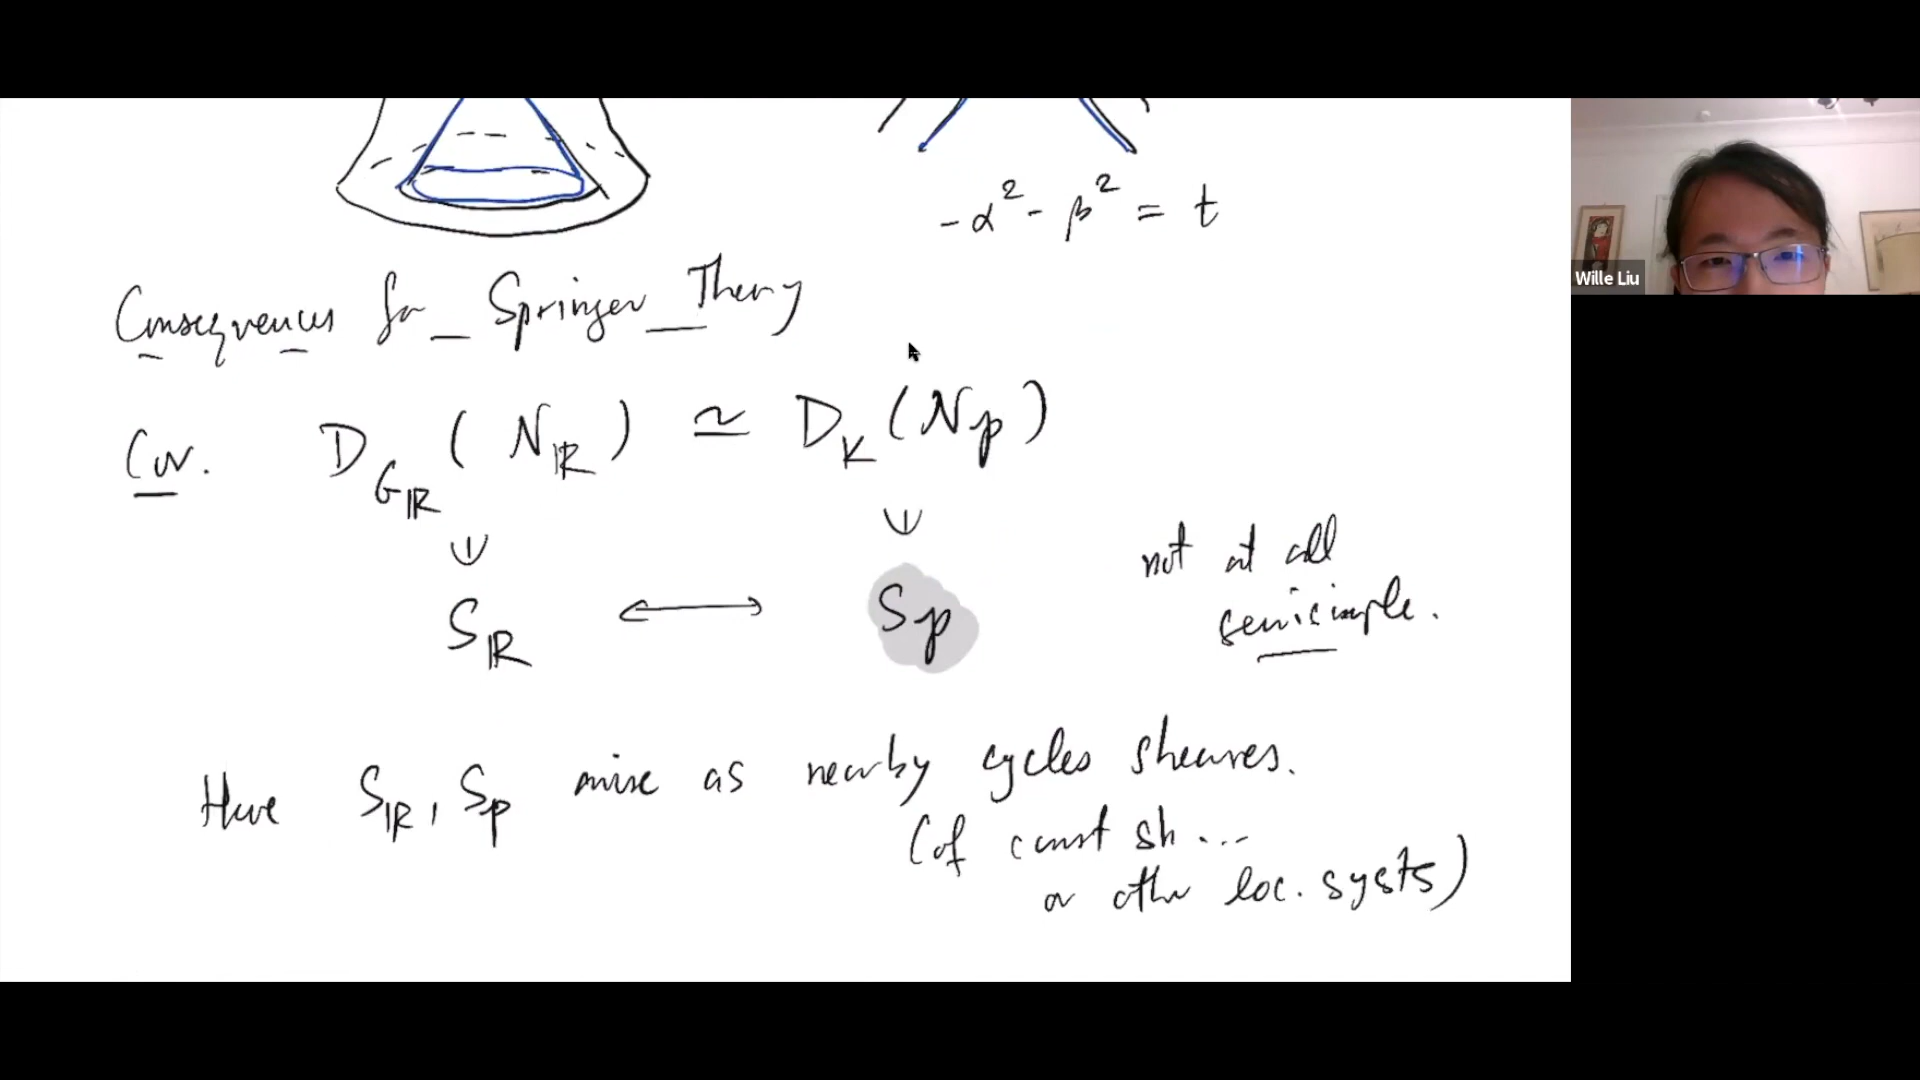 -α² - β² = t
Wille Liu
Consequences for Springer Theory
Cor. D_{G_ℝ} (N_ℝ) ≃ D_K (N_𝔭)
∪ ∪
S_ℝ ⟷ S_𝔭
not at all
semisimple.
Here S_ℝ, S_𝔭 arise as nearby cycles sheaves.
(of const sh...
or other loc. systs)